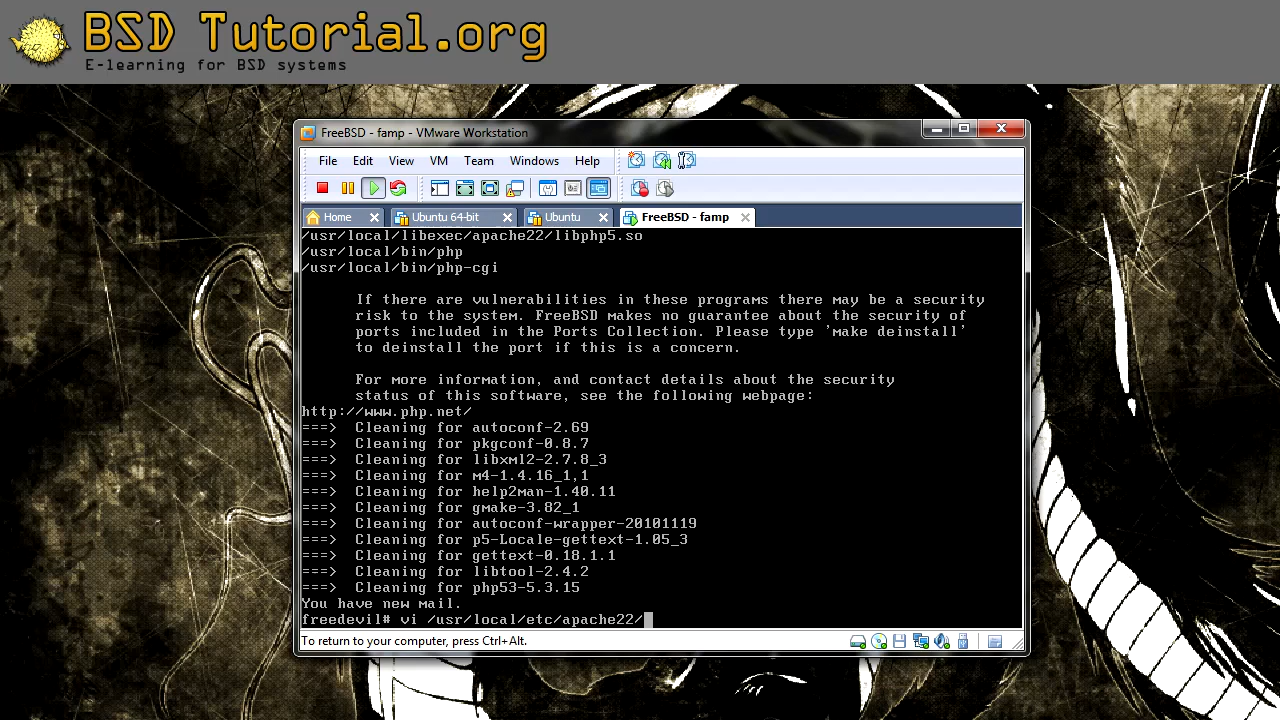 BSD Tutorial.org
E-learning for BSD systems
FreeBSD - famp - VMware Workstation
File Edit View VM Team Windows Help
Home Ubuntu 64-bit Ubuntu FreeBSD - famp
/usr/local/libexec/apache22/libphp5.so
/usr/local/bin/php
/usr/local/bin/php-cgi
If there are vulnerabilities in these programs there may be a security
risk to the system. FreeBSD makes no guarantee about the security of
ports included in the Ports Collection. Please type 'make deinstall'
to deinstall the port if this is a concern.
For more information, and contact details about the security
status of this software, see the following webpage:
http://www.php.net/
===>  Cleaning for autoconf-2.69
===>  Cleaning for pkgconf-0.8.7
===>  Cleaning for libxml2-2.7.8_3
===>  Cleaning for m4-1.4.16_1,1
===>  Cleaning for help2man-1.40.11
===>  Cleaning for gmake-3.82_1
===>  Cleaning for autoconf-wrapper-20101119
===>  Cleaning for p5-Locale-gettext-1.05_3
===>  Cleaning for gettext-0.18.1.1
===>  Cleaning for libtool-2.4.2
===>  Cleaning for php53-5.3.15
You have new mail.
freedevil# vi /usr/local/etc/apache22/
To return to your computer, press Ctrl+Alt.